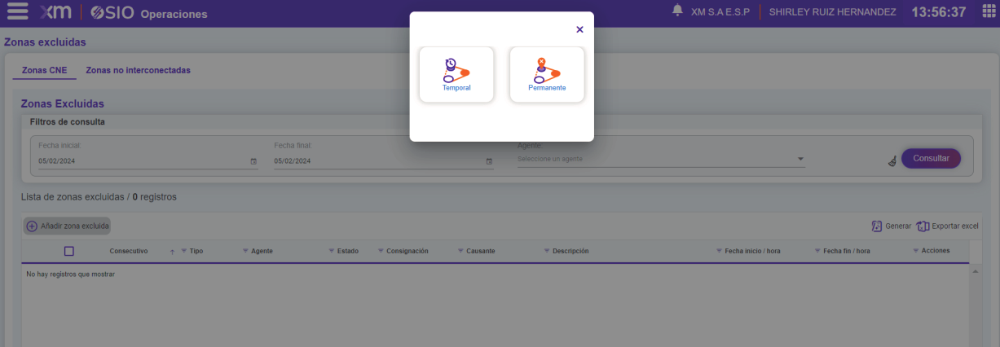 xm SIO Operaciones XM S.A E.S.P SHIRLEY RUIZ HERNANDEZ 13:56:37
Zonas excluidas
Zonas CNE Zonas no interconectadas
Temporal Permanente
Zonas Excluidas
Filtros de consulta
Fecha inicial: Fecha final: Agente:
05/02/2024 05/02/2024 Seleccione un agente Consultar
Lista de zonas excluidas / 0 registros
Añadir zona excluida Generar Exportar excel
Consecutivo Tipo Agente Estado Consignación Causante Descripción Fecha inicio / hora Fecha fin / hora Acciones
No hay registros que mostrar